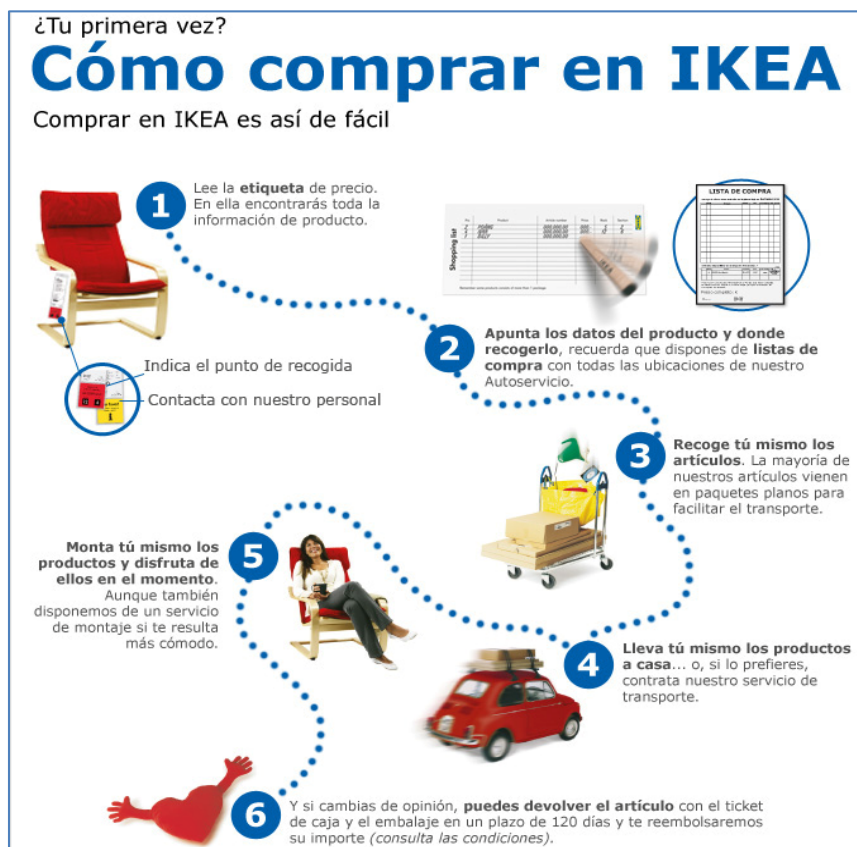 ¿Tu primera vez?
Cómo comprar en IKEA
Comprar en IKEA es así de fácil
1
Lee la etiqueta de precio.
En ella encontrarás toda la
información de producto.
Indica el punto de recogida
Contacta con nuestro personal
Shopping list
Product
POÄNG
BILLY
IKEA
LISTA DE COMPRA
2
Apunta los datos del producto y donde
recogerlo, recuerda que dispones de listas de
compra con todas las ubicaciones de nuestro
Autoservicio.
3
Recoge tú mismo los
artículos. La mayoría de
nuestros artículos vienen
en paquetes planos para
facilitar el transporte.
4
Lleva tú mismo los productos
a casa... o, si lo prefieres,
contrata nuestro servicio de
transporte.
5
Monta tú mismo los
productos y disfruta de
ellos en el momento.
Aunque también
disponemos de un servicio
de montaje si te resulta
más cómodo.
6
Y si cambias de opinión, puedes devolver el artículo con el ticket
de caja y el embalaje en un plazo de 120 días y te reembolsaremos
su importe (consulta las condiciones).